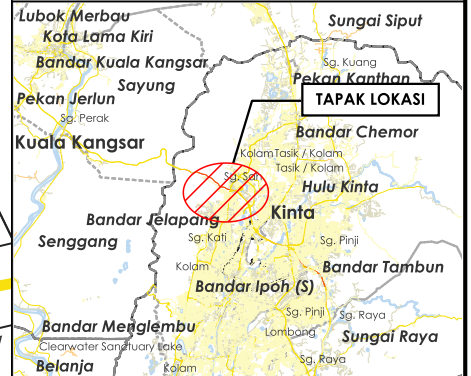 Lubok Merbau
Sungai Siput
Kota Lama Kiri
Bandar Kuala Kangsar
Sg. Kuang
Sayung
Pekan Kanthan
Pekan Jerlun
TAPAK LOKASI
Sg. Perak
Bandar Chemor
Kuala Kangsar
Kolam Tasik / Kolam
Tasik / Kolam
Hulu Kinta
Bandar Jelapang
Kinta
Senggang
Sg. Kati
Sg. Pinji
Kolam
Bandar Tambun
Bandar Ipoh (S)
Bandar Menglembu
Sg. Pinji
Sg. Raya
Lombong
Sungai Raya
Clearwater Sanctuary Lake
Sg. Raya
Belanja
Kolam